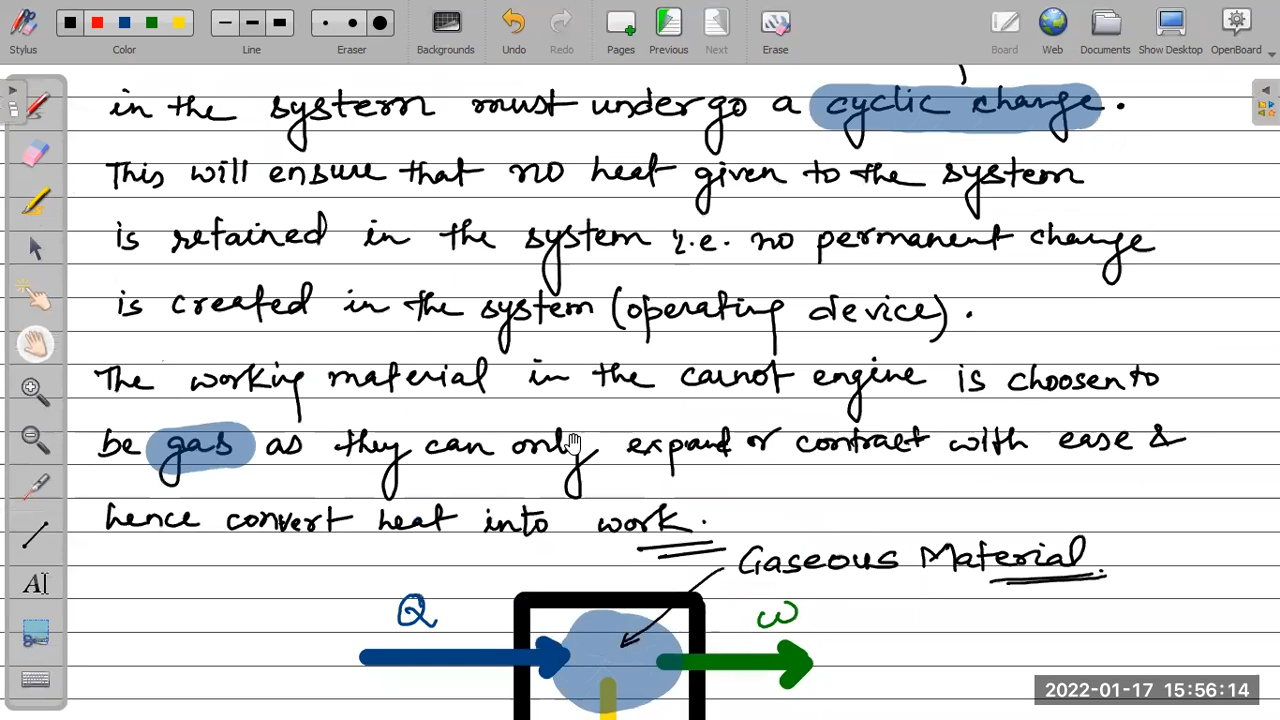 Stylus Color Line Eraser Backgrounds Undo Redo Pages Previous Next Erase Board Web Documents Show Desktop OpenBoard
in the system must undergo a cyclic change.
This will ensure that no heat given to the system
is retained in the system i.e. no permanent change
is created in the system (operating device).
The working material in the carnot engine is choosen to
be gas as they can only expand or contract with ease &
hence convert heat into work.
Gaseous Material.
Q
W
2022-01-17 15:56:14